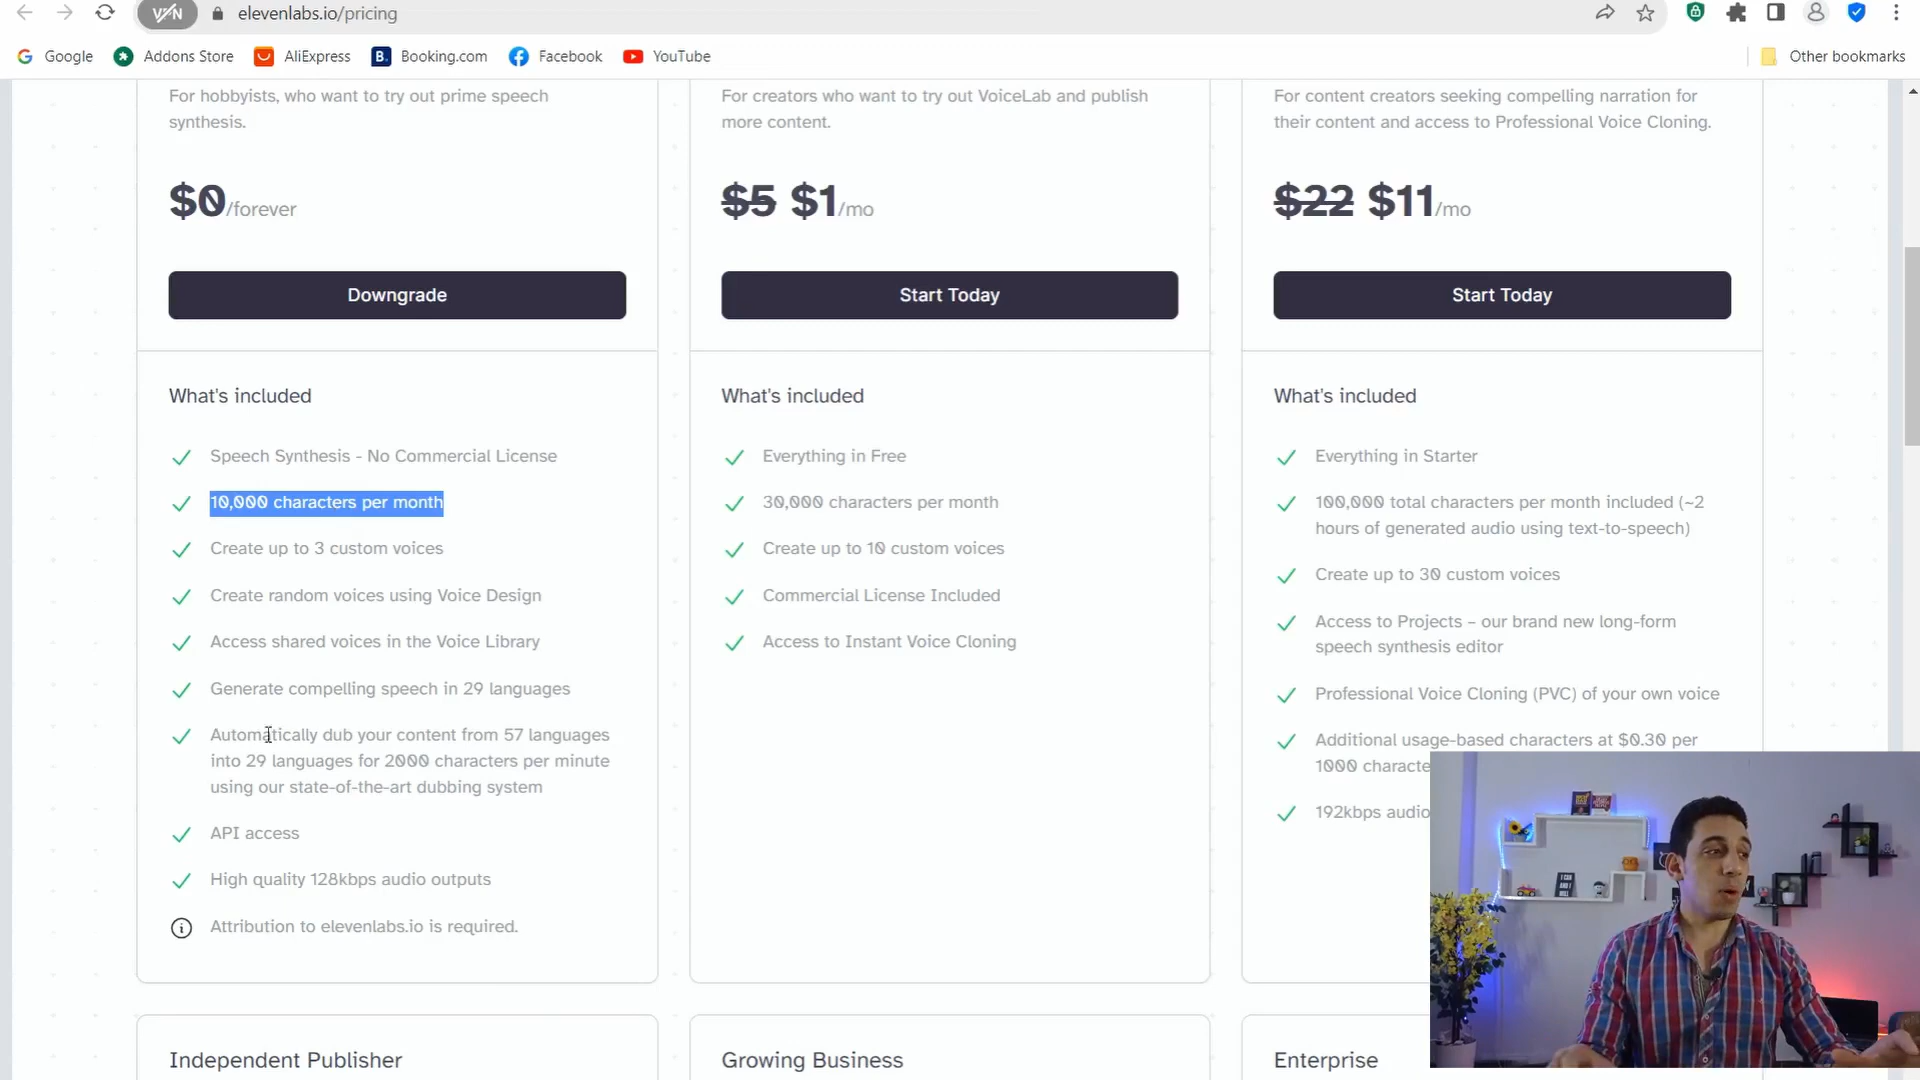 VPN
elevenlabs.io/pricing
Google
Addons Store
AliExpress
B. Booking.com
Facebook
YouTube
Other bookmarks
For hobbyists, who want to try out prime speech
synthesis.
$0/forever
Downgrade
What's included
Speech Synthesis - No Commercial License
10,000 characters per month
Create up to 3 custom voices
Create random voices using Voice Design
Access shared voices in the Voice Library
Generate compelling speech in 29 languages
Automatically dub your content from 57 languages
into 29 languages for 2000 characters per minute
using our state-of-the-art dubbing system
API access
High quality 128kbps audio outputs
Attribution to elevenlabs.io is required.
For creators who want to try out VoiceLab and publish
more content.
$5 $1/mo
Start Today
What's included
Everything in Free
30,000 characters per month
Create up to 10 custom voices
Commercial License Included
Access to Instant Voice Cloning
For content creators seeking compelling narration for
their content and access to Professional Voice Cloning.
$22 $11/mo
Start Today
What's included
Everything in Starter
100,000 total characters per month included (~2
hours of generated audio using text-to-speech)
Create up to 30 custom voices
Access to Projects – our brand new long-form
speech synthesis editor
Professional Voice Cloning (PVC) of your own voice
Additional usage-based characters at $0.30 per
1000 characte
192kbps audio
I CAN
AND I
WILL
Independent Publisher
Growing Business
Enterprise